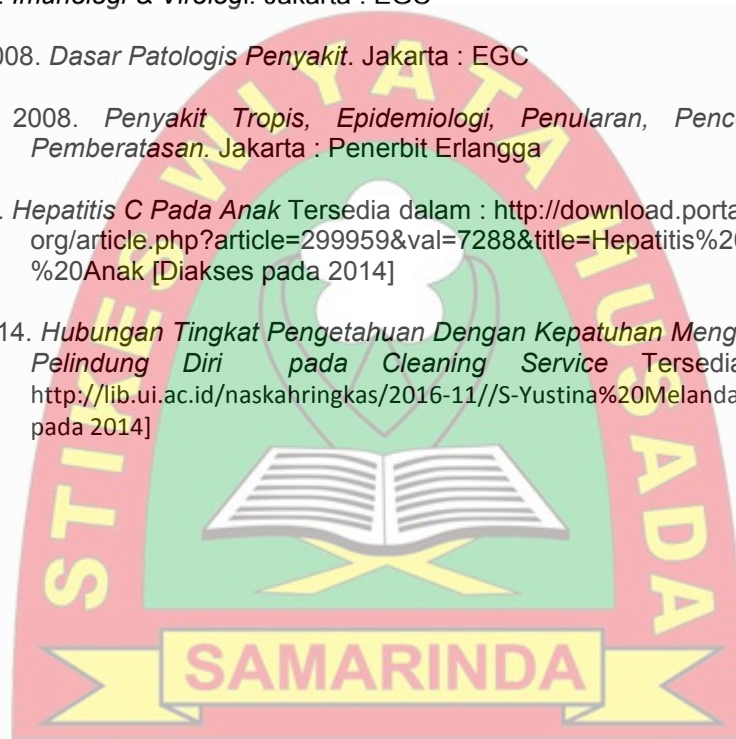 . Imunologi & Virologi. Jakarta : EGC
008. Dasar Patologis Penyakit. Jakarta : EGC
2008. Penyakit Tropis, Epidemiologi, Penularan, Penc
Pemberatasan. Jakarta : Penerbit Erlangga
. Hepatitis C Pada Anak Tersedia dalam : http://download.porta
org/article.php?article=299959&val=7288&title=Hepatitis%20
%20Anak [Diakses pada 2014]
14. Hubungan Tingkat Pengetahuan Dengan Kepatuhan Meng
Pelindung Diri pada Cleaning Service Tersedia
http://lib.ui.ac.id/naskahringkas/2016-11//S-Yustina%20Melanda
pada 2014]
STIKES WIYATA HUSADA
SAMARINDA